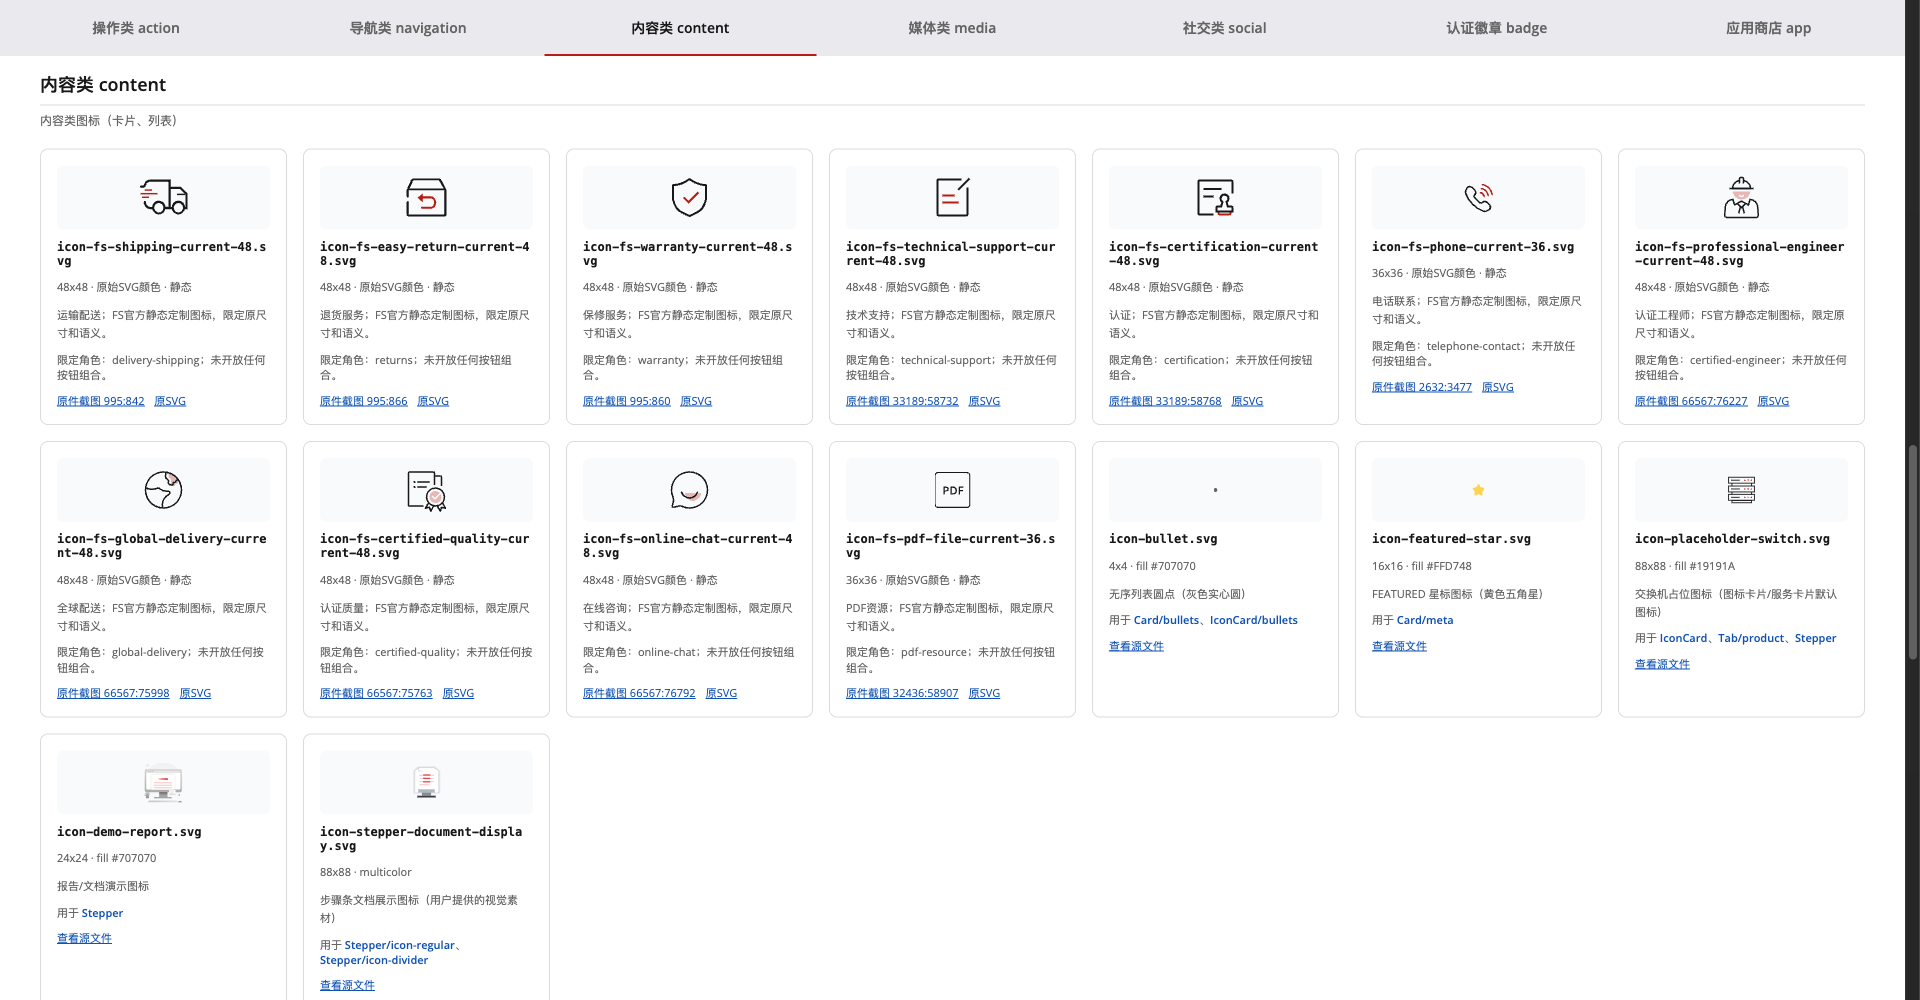 操作类 action
导航类 navigation
内容类 content
媒体类 media
社交类 social
认证徽章 badge
应用商店 app
内容类 content
内容类图标（卡片、列表）
icon-fs-shipping-current-48.s
vg
48x48 · 原始SVG颜色 · 静态
运输配送；FS官方静态定制图标，限定原尺
寸和语义。
限定角色：delivery-shipping；未开放任何
按钮组合。
原件截图 995:842 原SVG
icon-fs-easy-return-current-4
8.svg
48x48 · 原始SVG颜色 · 静态
退货服务；FS官方静态定制图标，限定原尺
寸和语义。
限定角色：returns；未开放任何按钮组
合。
原件截图 995:866 原SVG
icon-fs-warranty-current-48.s
vg
48x48 · 原始SVG颜色 · 静态
保修服务；FS官方静态定制图标，限定原尺
寸和语义。
限定角色：warranty；未开放任何按钮组
合。
原件截图 995:860 原SVG
icon-fs-technical-support-cur
rent-48.svg
48x48 · 原始SVG颜色 · 静态
技术支持；FS官方静态定制图标，限定原尺
寸和语义。
限定角色：technical-support；未开放任何
按钮组合。
原件截图 33189:58732 原SVG
icon-fs-certification-current
-48.svg
48x48 · 原始SVG颜色 · 静态
认证；FS官方静态定制图标，限定原尺寸和
语义。
限定角色：certification；未开放任何按钮
组合。
原件截图 33189:58768 原SVG
icon-fs-phone-current-36.svg
36x36 · 原始SVG颜色 · 静态
电话联系；FS官方静态定制图标，限定原尺
寸和语义。
限定角色：telephone-contact；未开放任
何按钮组合。
原件截图 2632:3477 原SVG
icon-fs-professional-engineer
-current-48.svg
48x48 · 原始SVG颜色 · 静态
认证工程师；FS官方静态定制图标，限定原
尺寸和语义。
限定角色：certified-engineer；未开放任何
按钮组合。
原件截图 66567:76227 原SVG
icon-fs-global-delivery-curre
nt-48.svg
48x48 · 原始SVG颜色 · 静态
全球配送；FS官方静态定制图标，限定原尺
寸和语义。
限定角色：global-delivery；未开放任何按
钮组合。
原件截图 66567:75998 原SVG
icon-fs-certified-quality-cur
rent-48.svg
48x48 · 原始SVG颜色 · 静态
认证质量；FS官方静态定制图标，限定原尺
寸和语义。
限定角色：certified-quality；未开放任何按
钮组合。
原件截图 66567:75763 原SVG
icon-fs-online-chat-current-4
8.svg
48x48 · 原始SVG颜色 · 静态
在线咨询；FS官方静态定制图标，限定原尺
寸和语义。
限定角色：online-chat；未开放任何按钮组
合。
原件截图 66567:76792 原SVG
PDF
icon-fs-pdf-file-current-36.s
vg
36x36 · 原始SVG颜色 · 静态
PDF资源；FS官方静态定制图标，限定原尺
寸和语义。
限定角色：pdf-resource；未开放任何按钮
组合。
原件截图 32436:58907 原SVG
icon-bullet.svg
4x4 · fill #707070
无序列表圆点（灰色实心圆）
用于 Card/bullets、IconCard/bullets
查看源文件
icon-featured-star.svg
16x16 · fill #FFD748
FEATURED 星标图标（黄色五角星）
用于 Card/meta
查看源文件
icon-placeholder-switch.svg
88x88 · fill #19191A
交换机占位图标（图标卡片/服务卡片默认
图标）
用于 IconCard、Tab/product、Stepper
查看源文件
icon-demo-report.svg
24x24 · fill #707070
报告/文档演示图标
用于 Stepper
查看源文件
icon-stepper-document-displa
y.svg
88x88 · multicolor
步骤条文档展示图标（用户提供的视觉素
材）
用于 Stepper/icon-regular、
Stepper/icon-divider
查看源文件